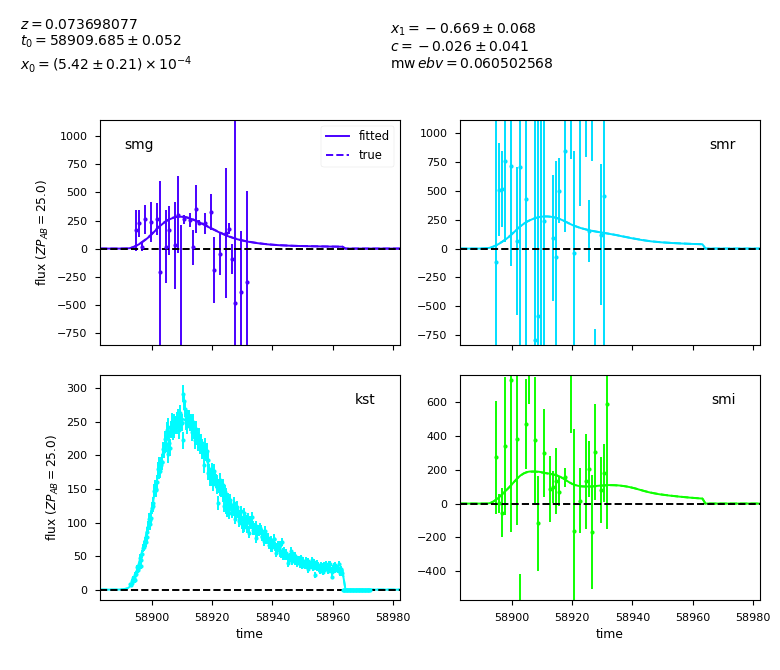 z = 0.073698077
t₀ = 58909.685 ± 0.052
x₀ = (5.42 ± 0.21) × 10⁻⁴
x₁ = −0.669 ± 0.068
c = −0.026 ± 0.041
mw ebv = 0.060502568
smg
fitted
true
flux (ZP_AB = 25.0)
1000
750
500
250
0
−250
−500
−750
smr
1000
750
500
250
0
−250
−500
−750
kst
flux (ZP_AB = 25.0)
300
250
200
150
100
50
0
58900
58920
58940
58960
58980
time
smi
600
400
200
0
−200
−400
58900
58920
58940
58960
58980
time